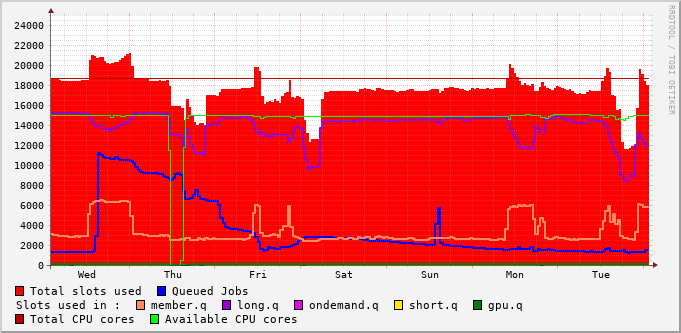 RRDTOOL / TOBI OETIKER
24000
22000
20000
18000
16000
14000
12000
10000
8000
6000
4000
2000
0
Wed Thu Fri Sat Sun Mon Tue
Total slots used Queued Jobs
Slots used in : member.q long.q ondemand.q short.q gpu.q
Total CPU cores Available CPU cores